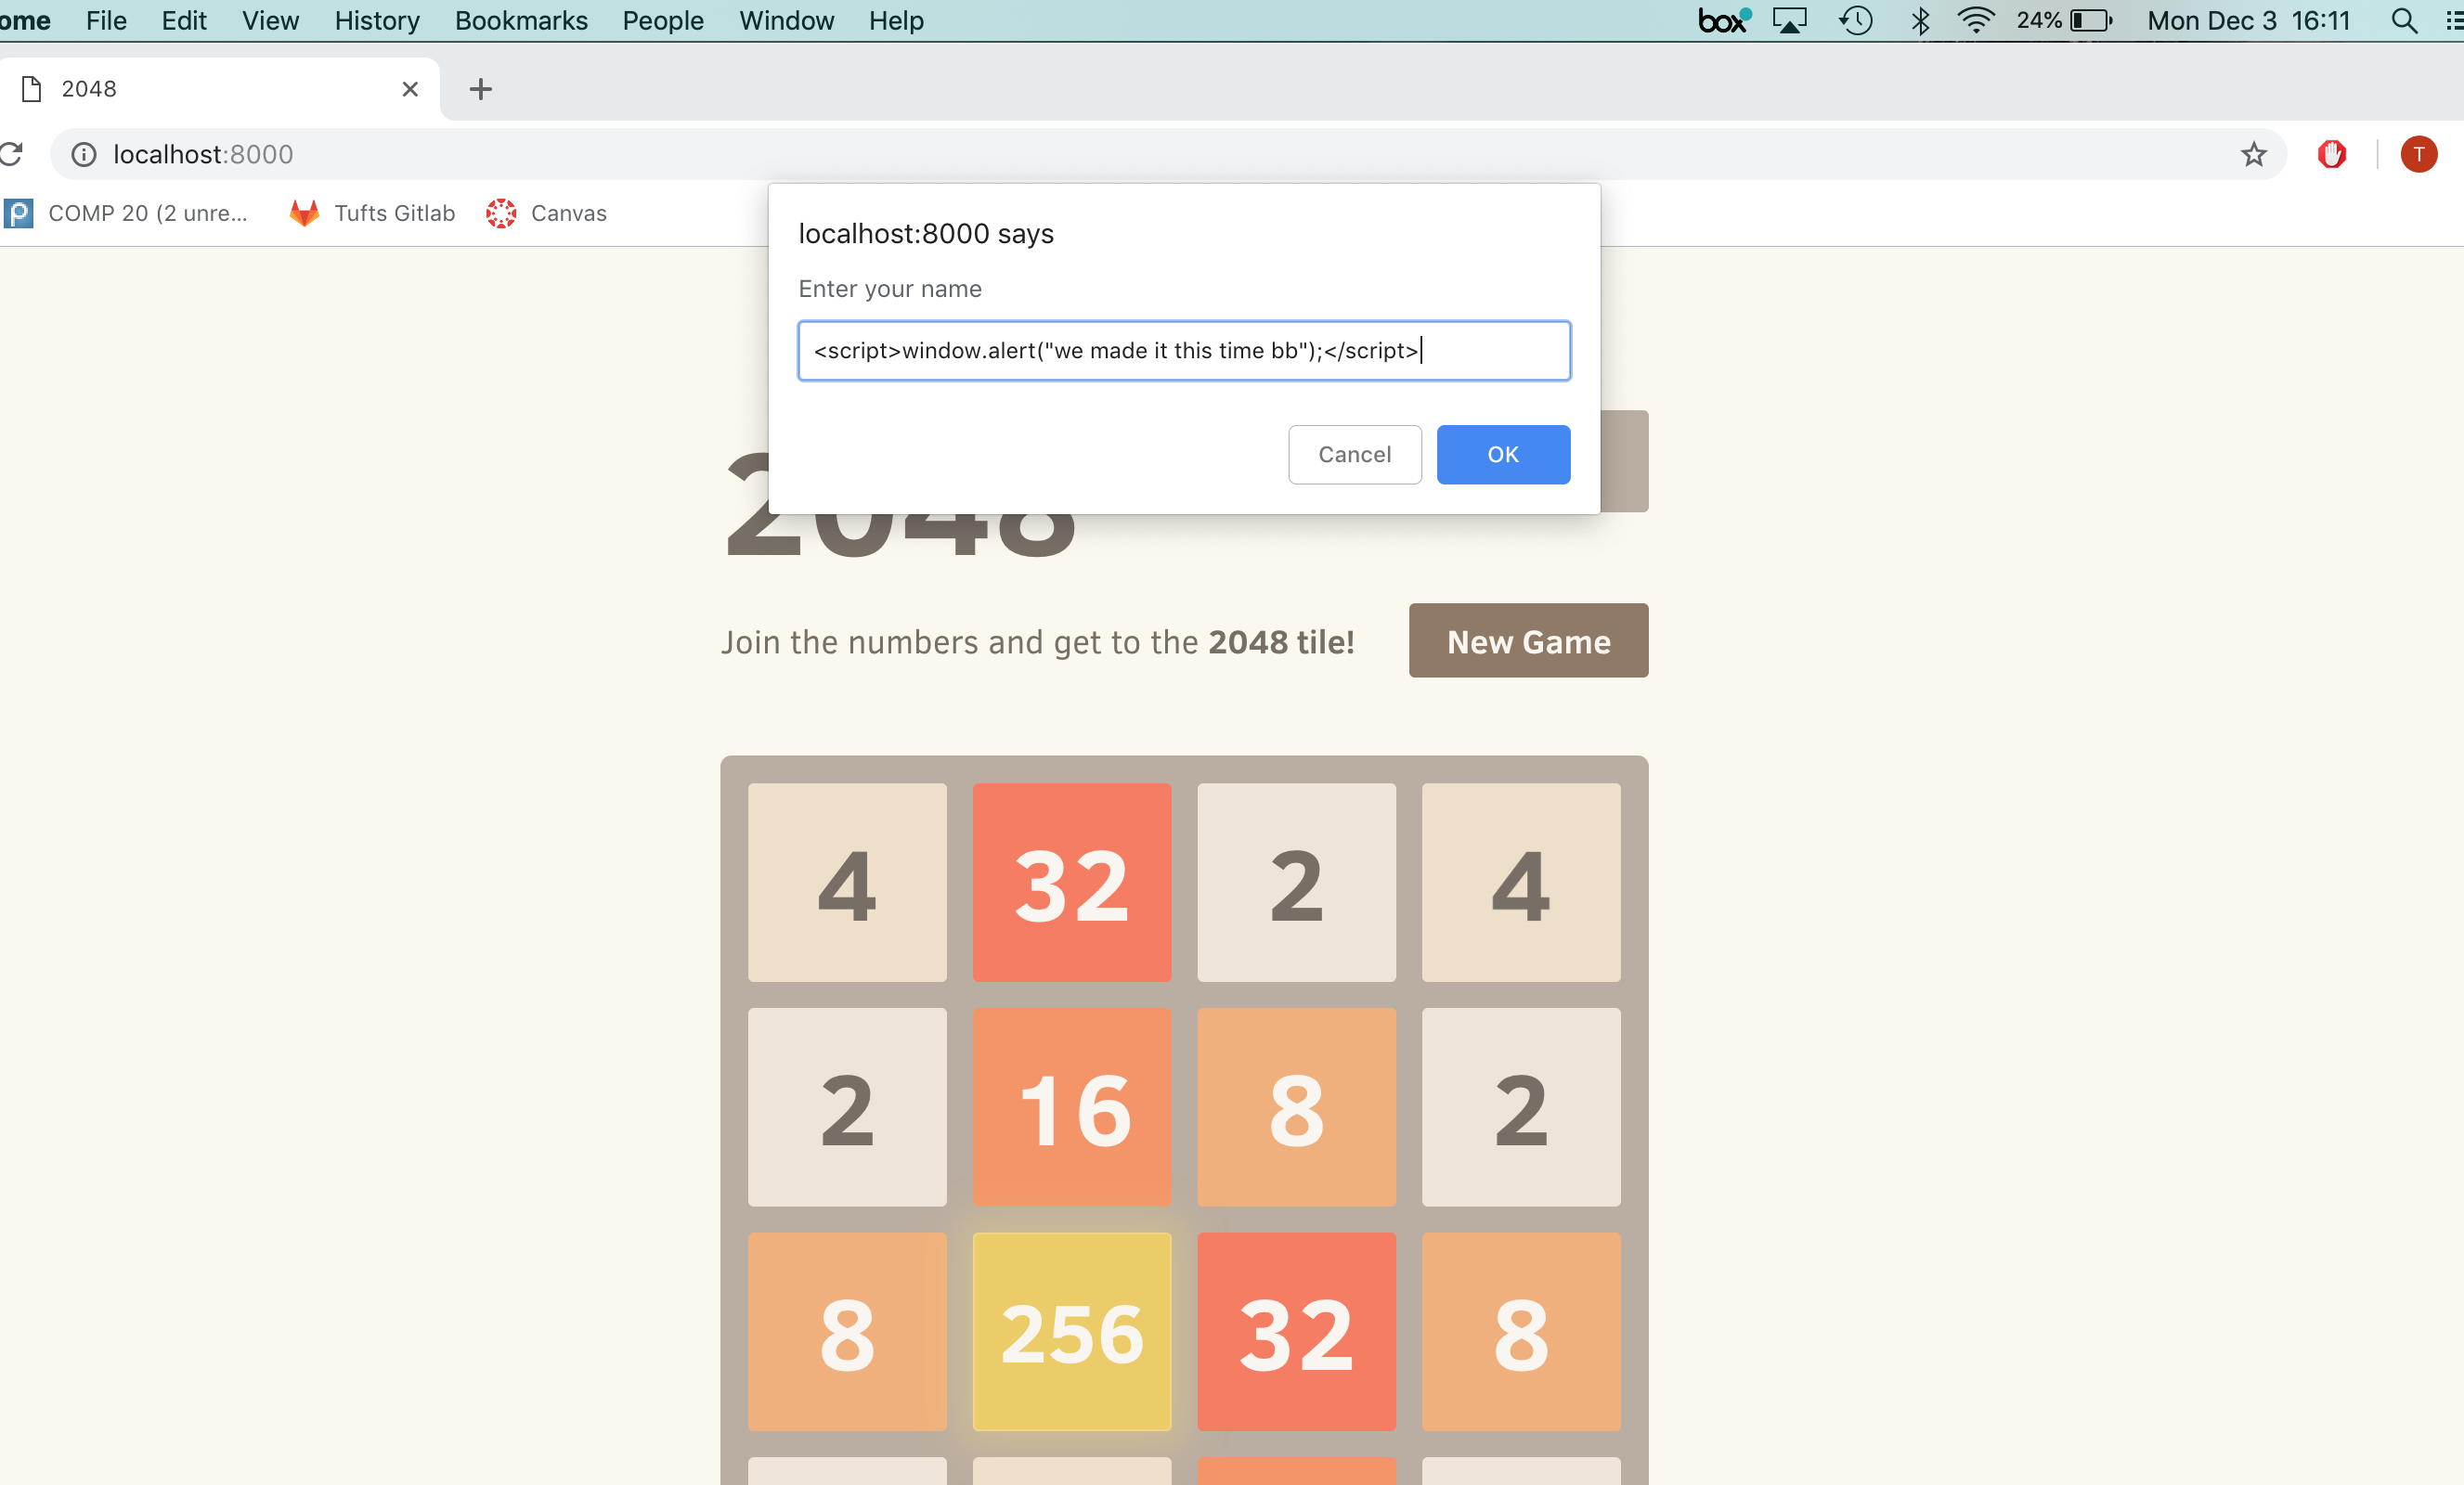 ome File Edit View History Bookmarks People Window Help box 24% Mon Dec 3 16:11
2048
localhost:8000 T
COMP 20 (2 unre... Tufts Gitlab Canvas
localhost:8000 says
Enter your name
<script>window.alert("we made it this time bb");</script>
Cancel OK
2048
Join the numbers and get to the 2048 tile! New Game
4 32 2 4
2 16 8 2
8 256 32 8